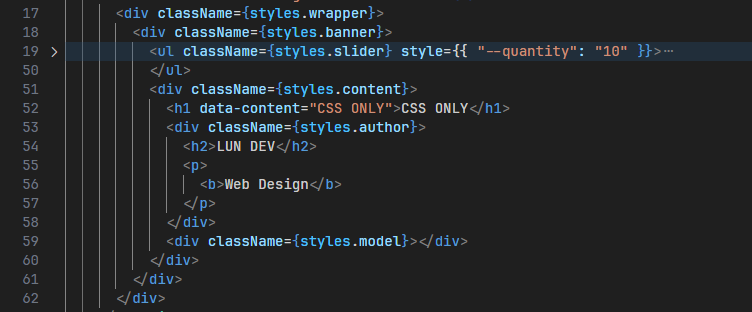 17 <div className={styles.wrapper}>
18 <div className={styles.banner}>
19 <ul className={styles.slider} style={{ "--quantity": "10" }}>⋯
50 </ul>
51 <div className={styles.content}>
52 <h1 data-content="CSS ONLY">CSS ONLY</h1>
53 <div className={styles.author}>
54 <h2>LUN DEV</h2>
55 <p>
56 <b>Web Design</b>
57 </p>
58 </div>
59 <div className={styles.model}></div>
60 </div>
61 </div>
62 </div>